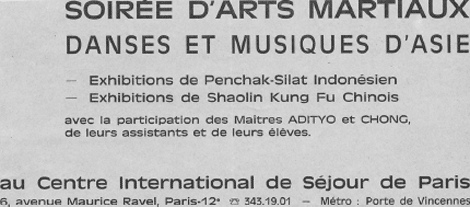 SOIRÉE D'ARTS MARTIAUX
DANSES ET MUSIQUES D'ASIE
— Exhibitions de Penchak-Silat Indonésien
— Exhibitions de Shaolin Kung Fu Chinois
avec la participation des Maitres ADITYO et CHONG,
de leurs assistants et de leurs élèves.
au Centre International de Séjour de Paris
6, avenue Maurice Ravel, Paris-12e ☎ 343.19.01 — Métro : Porte de Vincennes